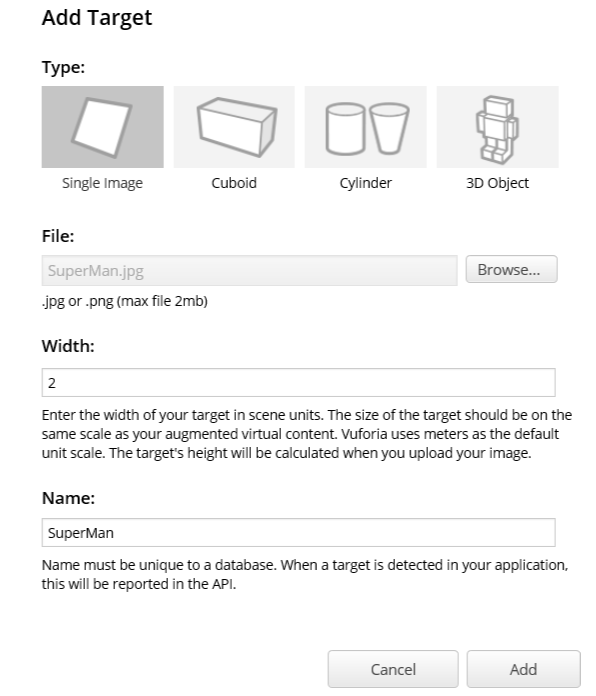 Add Target
Type:
Single Image
Cuboid
Cylinder
3D Object
File:
SuperMan.jpg
Browse...
.jpg or .png (max file 2mb)
Width:
2
Enter the width of your target in scene units. The size of the target should be on the
same scale as your augmented virtual content. Vuforia uses meters as the default
unit scale. The target's height will be calculated when you upload your image.
Name:
SuperMan
Name must be unique to a database. When a target is detected in your application,
this will be reported in the API.
Cancel
Add